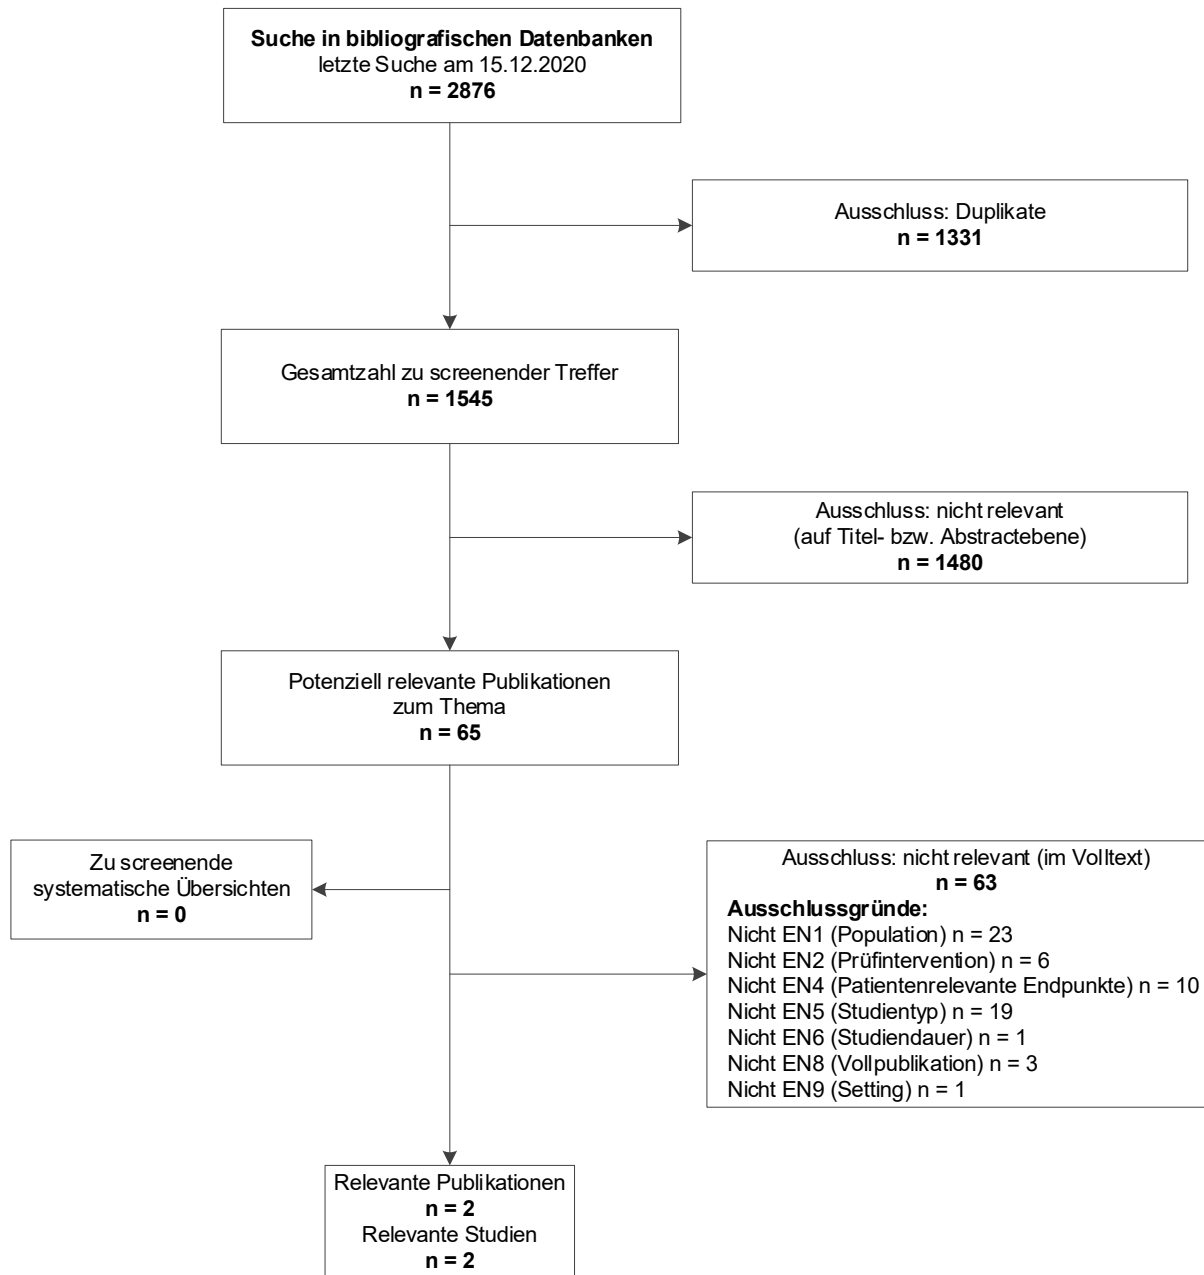 Suche in bibliografischen Datenbanken
letzte Suche am 15.12.2020
n = 2876
Ausschluss: Duplikate
n = 1331
Gesamtzahl zu screenender Treffer
n = 1545
Ausschluss: nicht relevant
(auf Titel- bzw. Abstractebene)
n = 1480
Potenziell relevante Publikationen
zum Thema
n = 65
Zu screenende
systematische Übersichten
n = 0
Ausschluss: nicht relevant (im Volltext)
n = 63
Ausschlussgründe:
Nicht EN1 (Population) n = 23
Nicht EN2 (Prüfintervention) n = 6
Nicht EN4 (Patientenrelevante Endpunkte) n = 10
Nicht EN5 (Studientyp) n = 19
Nicht EN6 (Studiendauer) n = 1
Nicht EN8 (Vollpublikation) n = 3
Nicht EN9 (Setting) n = 1
Relevante Publikationen
n = 2
Relevante Studien
n = 2